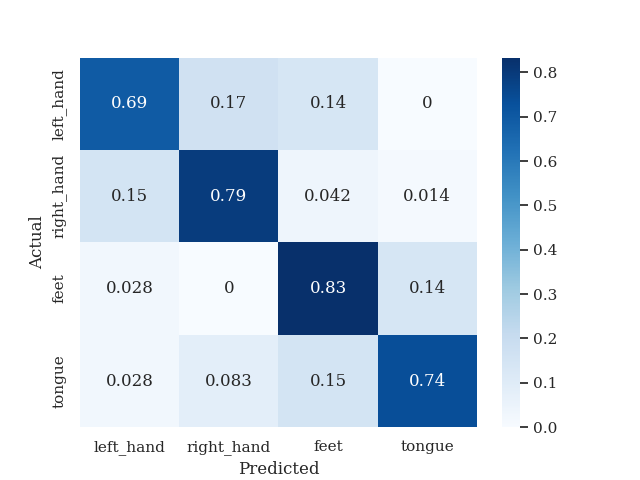 left_hand 0.69 0.17 0.14 0
right_hand 0.15 0.79 0.042 0.014
feet 0.028 0 0.83 0.14
tongue 0.028 0.083 0.15 0.74
left_hand right_hand feet tongue
Predicted
Actual
0.8
0.7
0.6
0.5
0.4
0.3
0.2
0.1
0.0